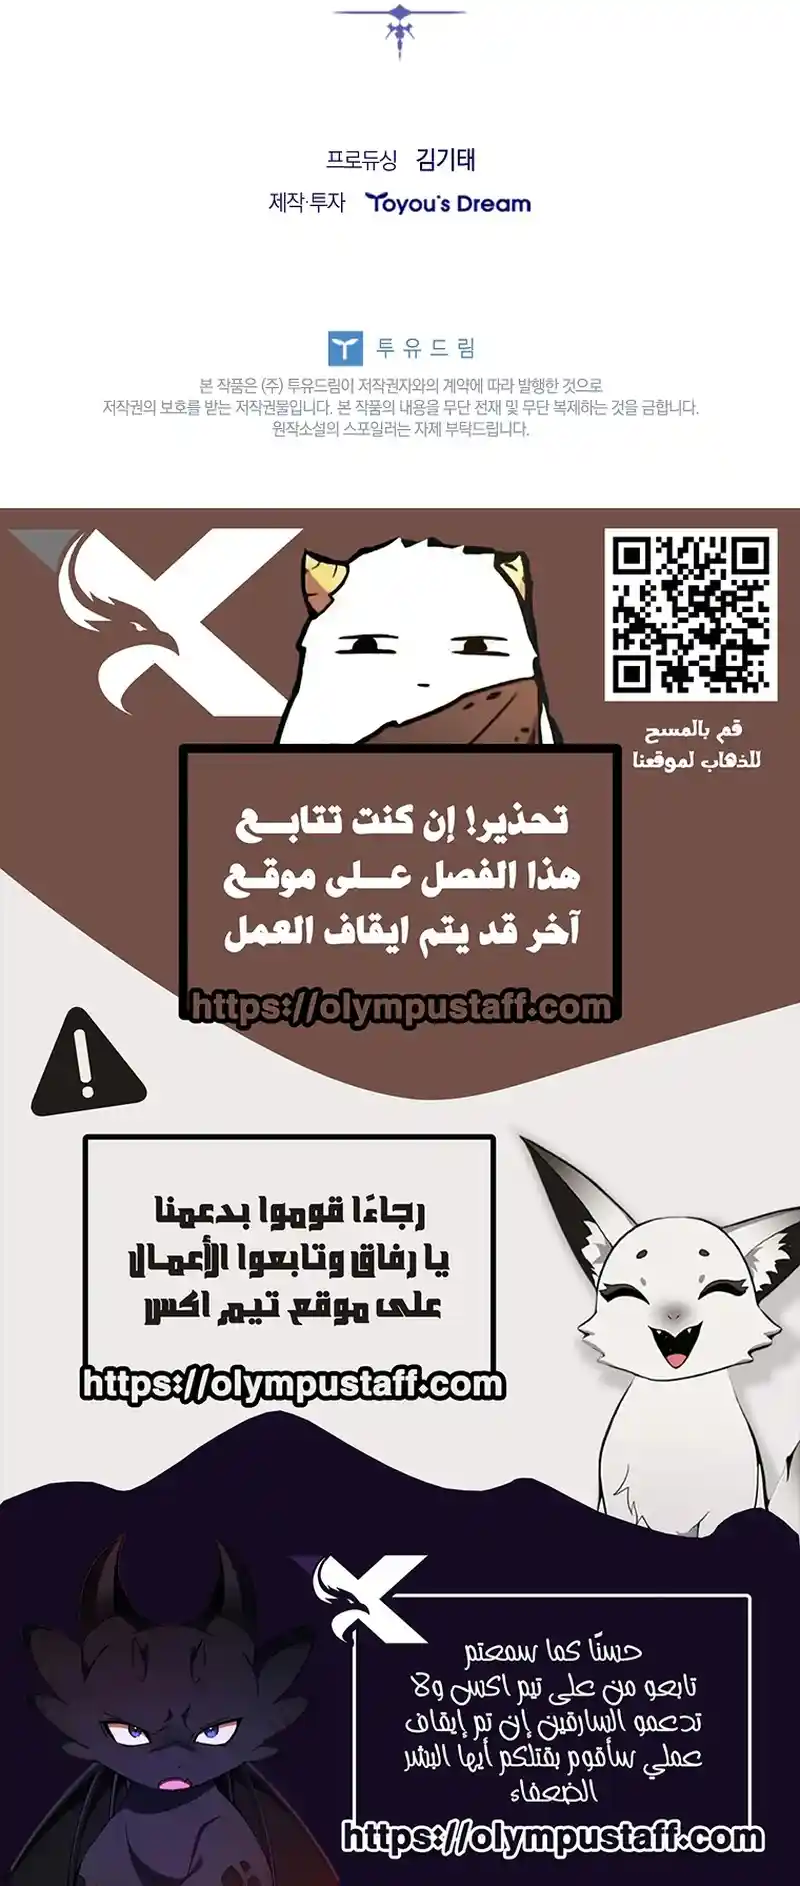 프로듀싱 김기태
제작·투자 Toyou's Dream
투유드림
본 작품은 (주) 투유드림이 저작권자와의 계약에 따라 발행한 것으로
저작권의 보호를 받는 저작권물입니다. 본 작품의 내용을 무단 전재 및 무단 복제하는 것을 금합니다.
원작소설의 스포일러는 자제 부탁드립니다.
قم بالمسح
للذهاب لموقعنا
تحذير! إن كنت تتابع
هذا الفصل على موقع
آخر قد يتم ايقاف العمل
https://olympustaff.com
رجاءًا قوموا بدعمنا
يا رفاق وتابعوا الأعمال
على موقع تيم اكس
https://olympustaff.com
حسنًا كما سمعتم
تابعو من على تيم اكس ولا
تدعمو السارقين إن تم إيقاف
عملي سأقوم بقتلكم أيها البشر
الضعفاء
https://olympustaff.com